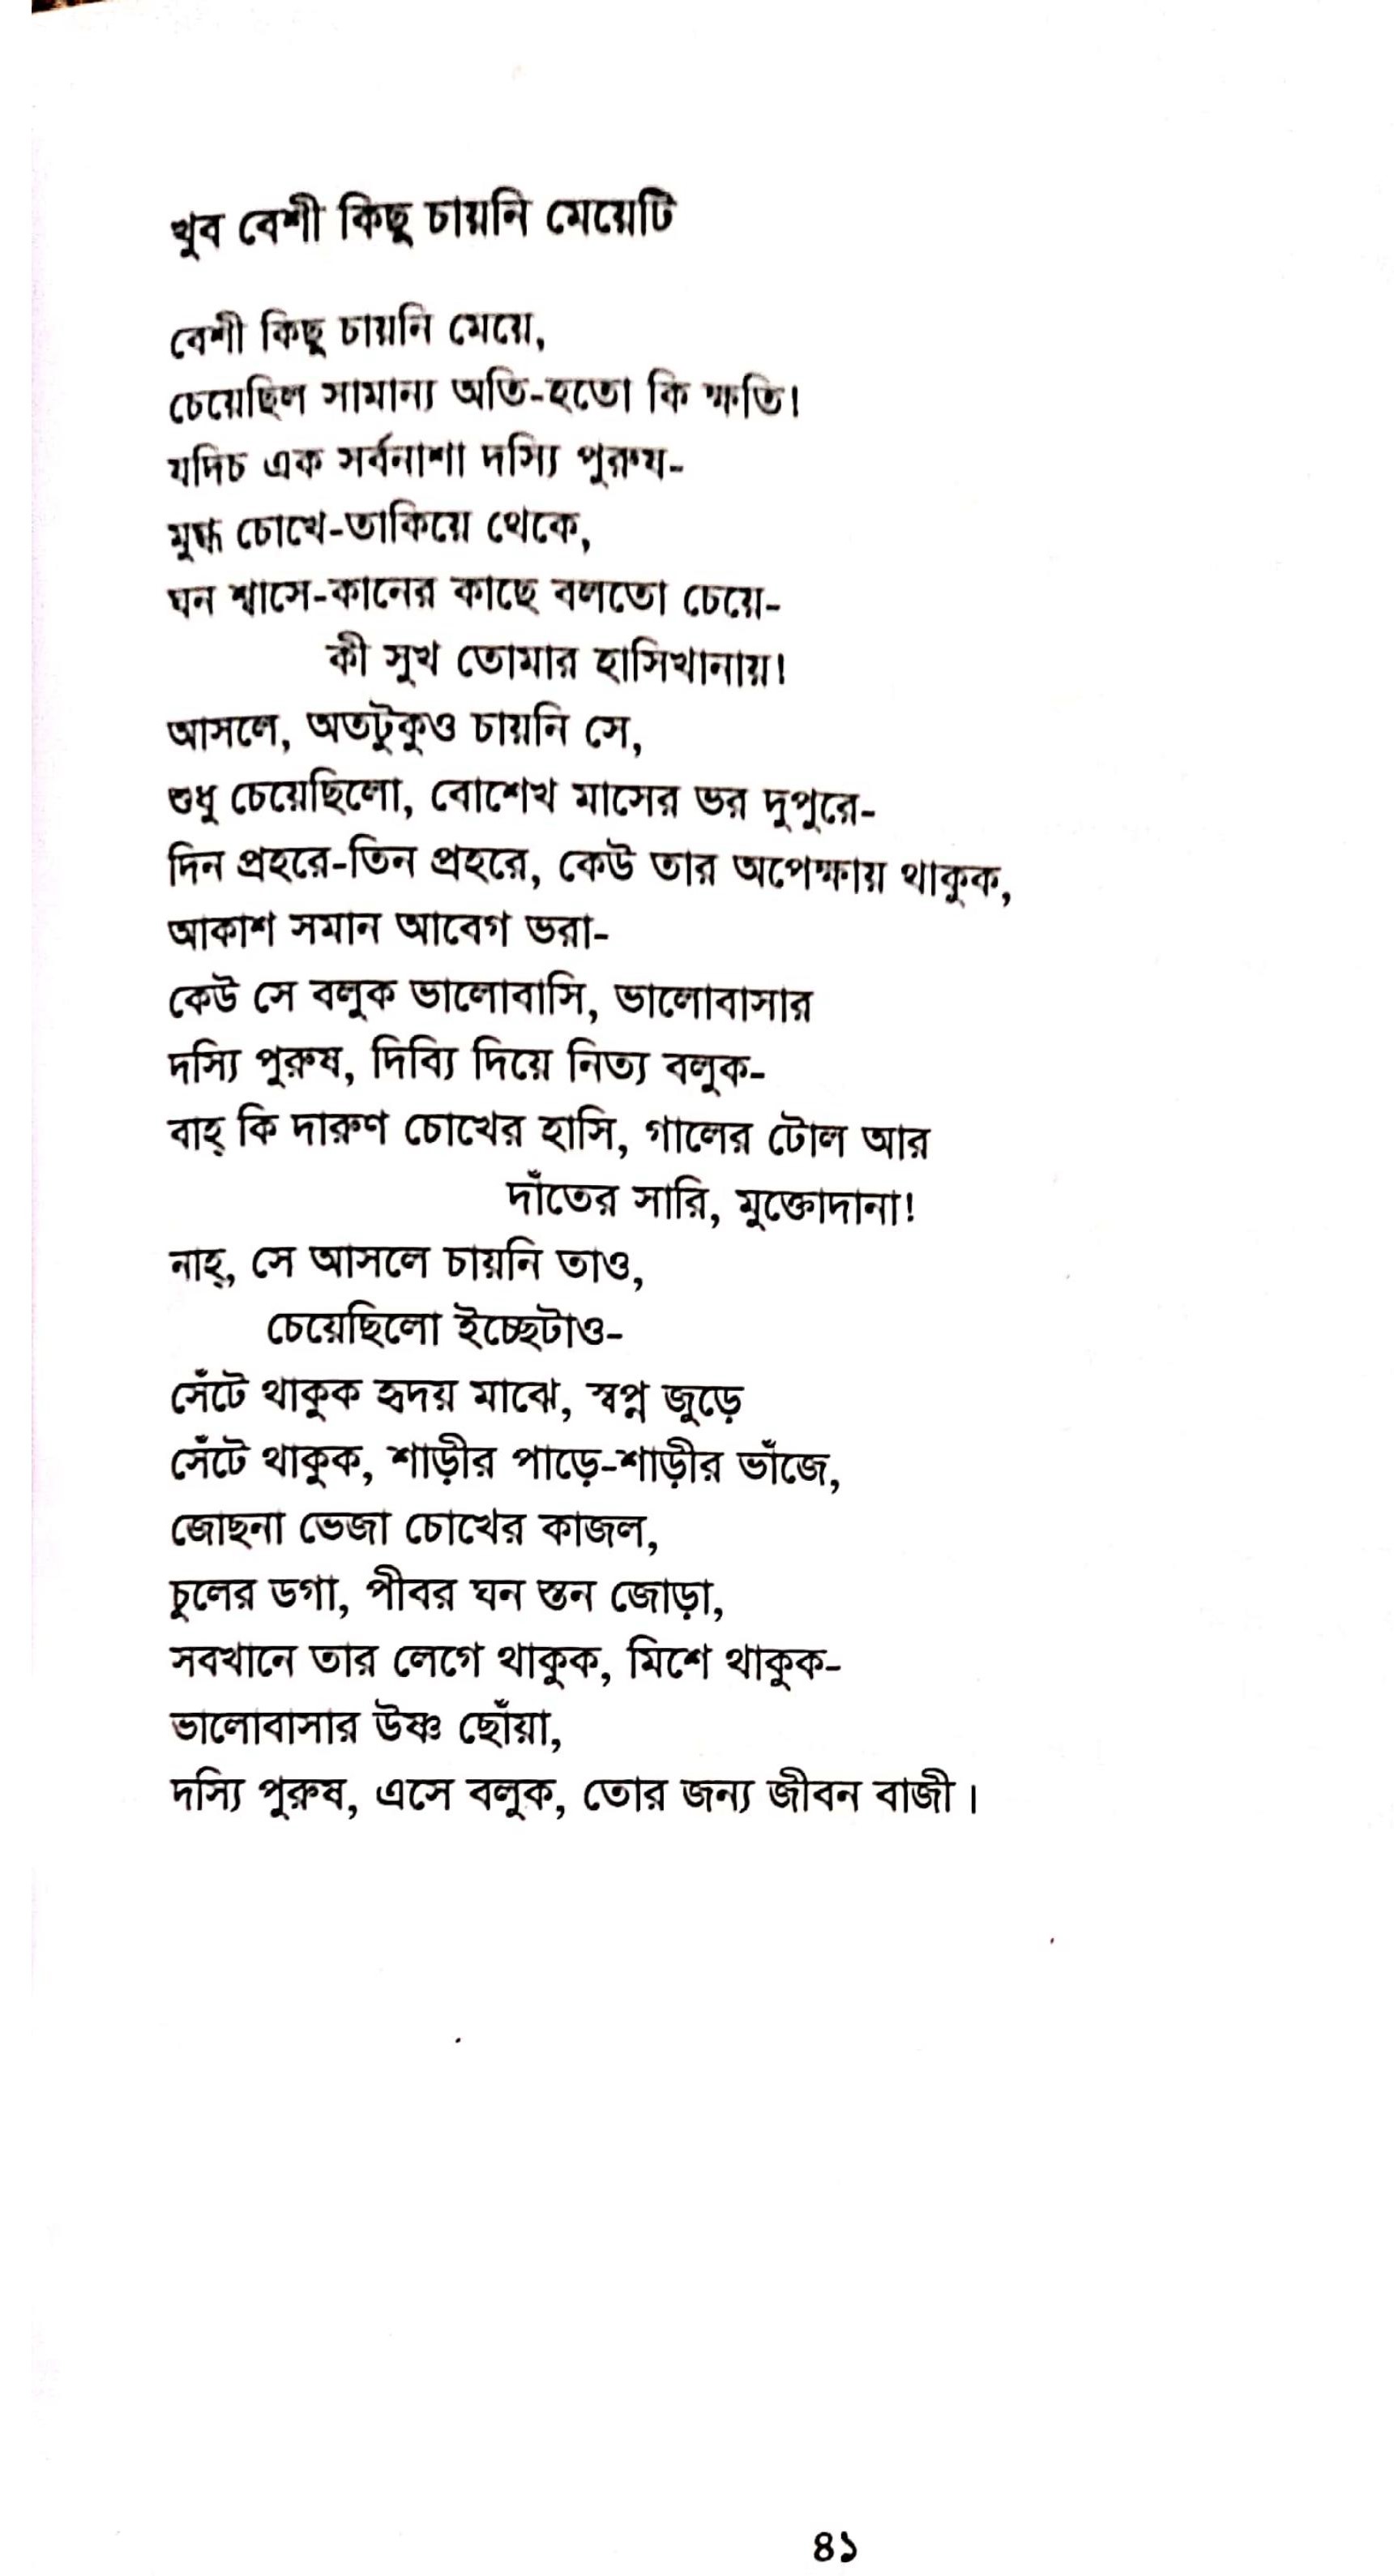 খুব বেশী কিছু চায়নি মেয়েটি
বেশী কিছু চায়নি মেয়ে,
চেয়েছিল সামান্য অতি-হতো কি ক্ষতি।
যদিচ এক সর্বনাশা দস্যি পুরুষ-
মুগ্ধ চোখে-তাকিয়ে থেকে,
ঘন শ্বাসে-কানের কাছে বলতো চেয়ে-
কী সুখ তোমার হাসিখানায়।
আসলে, অতটুকুও চায়নি সে,
শুধু চেয়েছিলো, বোশেখ মাসের ভর দুপুরে-
দিন প্রহরে-তিন প্রহরে, কেউ তার অপেক্ষায় থাকুক,
আকাশ সমান আবেগ ভরা-
কেউ সে বলুক ভালোবাসি, ভালোবাসার
দস্যি পুরুষ, দিব্যি দিয়ে নিত্য বলুক-
বাহ্ কি দারুণ চোখের হাসি, গালের টোল আর
দাঁতের সারি, মুক্তোদানা!
নাহ্, সে আসলে চায়নি তাও,
চেয়েছিলো ইচ্ছেটাও-
সেঁটে থাকুক হৃদয় মাঝে, স্বপ্ন জুড়ে
সেঁটে থাকুক, শাড়ীর পাড়ে-শাড়ীর ভাঁজে,
জোছনা ভেজা চোখের কাজল,
চুলের ডগা, পীবর ঘন স্তন জোড়া,
সবখানে তার লেগে থাকুক, মিশে থাকুক-
ভালোবাসার উষ্ণ ছোঁয়া,
দস্যি পুরুষ, এসে বলুক, তোর জন্য জীবন বাজী।
৪১